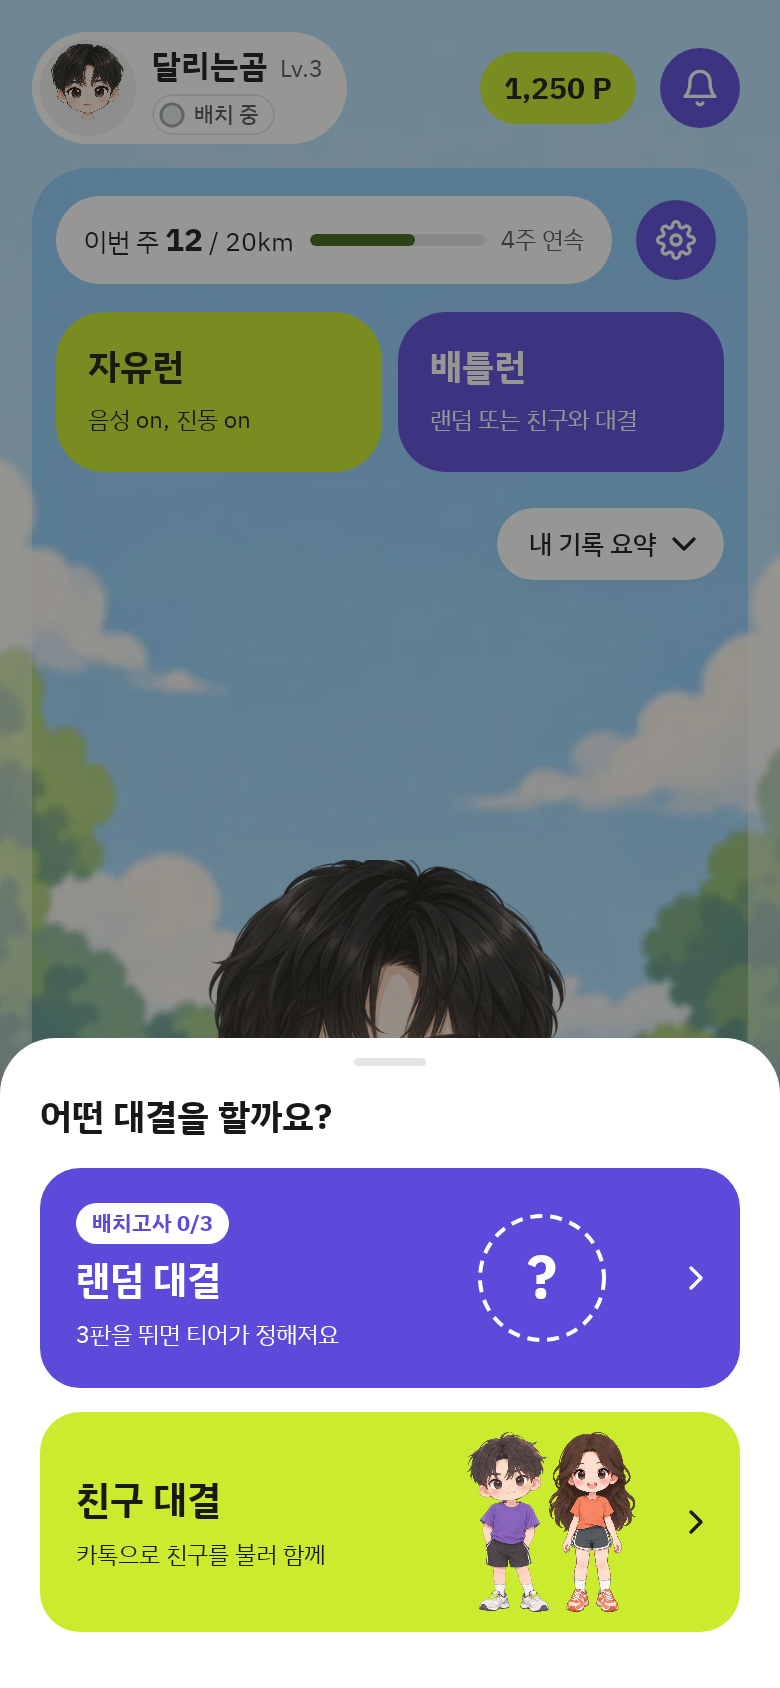 달리는곰 Lv.3
배치 중
1,250 P
이번 주 12 / 20km 4주 연속
자유런
음성 on, 진동 on
배틀런
랜덤 또는 친구와 대결
내 기록 요약
어떤 대결을 할까요?
배치고사 0/3
랜덤 대결
3판을 뛰면 티어가 정해져요
?
친구 대결
카톡으로 친구를 불러 함께